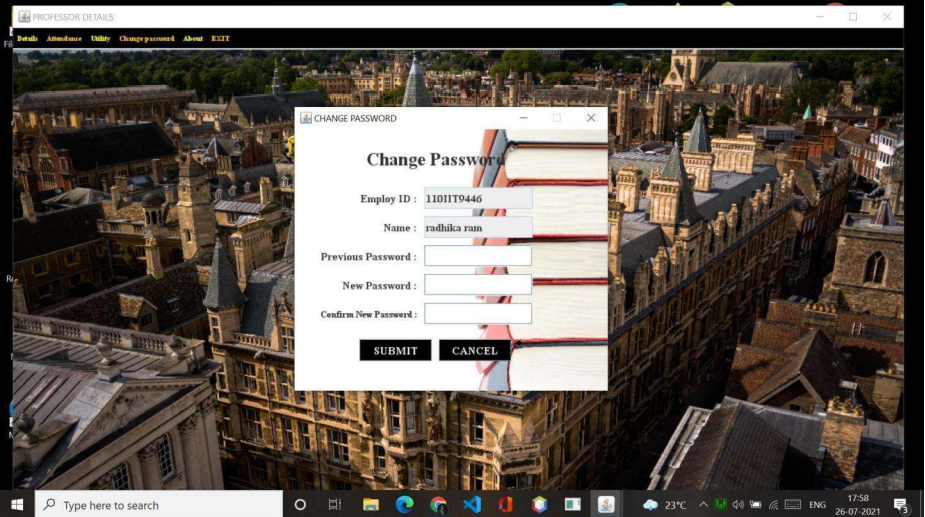 PROFESSOR DETAILS
Details Attendance Utility Change password About EXIT
CHANGE PASSWORD
Change Password
Employ ID : 110IIT9446
Name : radhika ram
Previous Password :
New Password :
Confirm New Password :
SUBMIT CANCEL
Type here to search
23°C ENG 17:58
26-07-2021
3